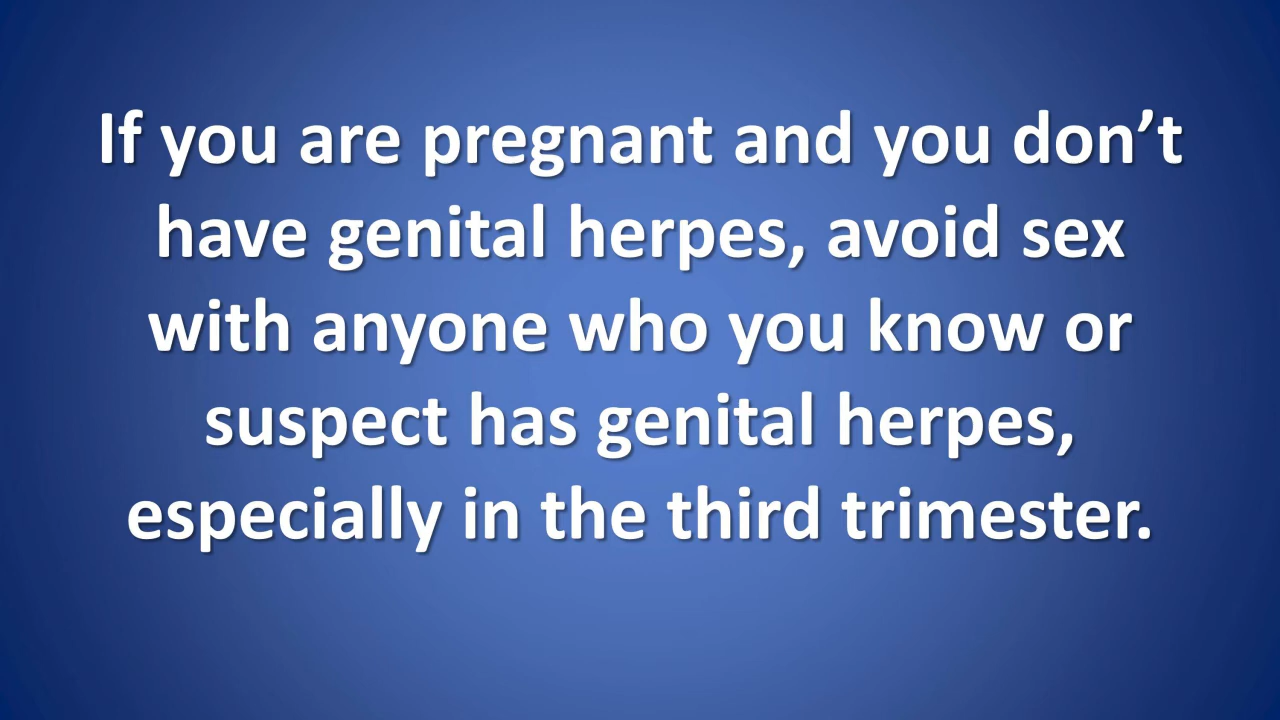 If you are pregnant and you don’t
have genital herpes, avoid sex
with anyone who you know or
suspect has genital herpes,
especially in the third trimester.